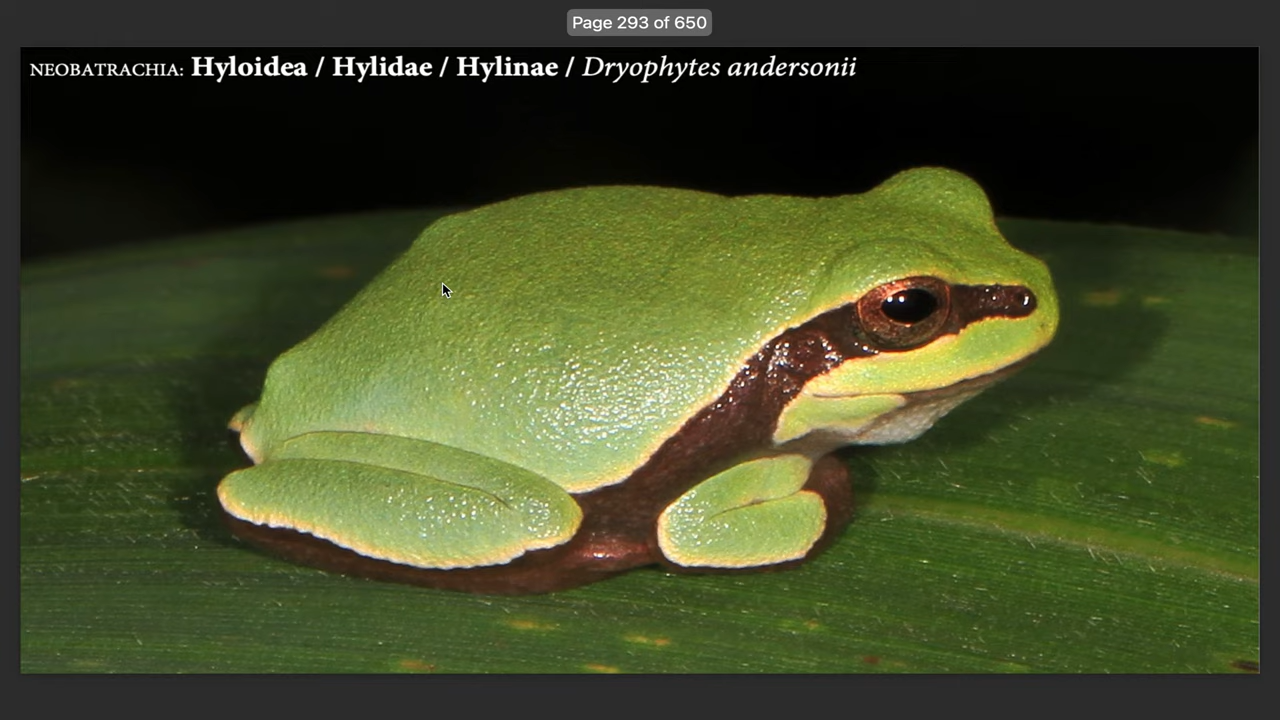 Page 293 of 650
NEOBATRACHIA: Hyloidea / Hylidae / Hylinae / Dryophytes andersonii